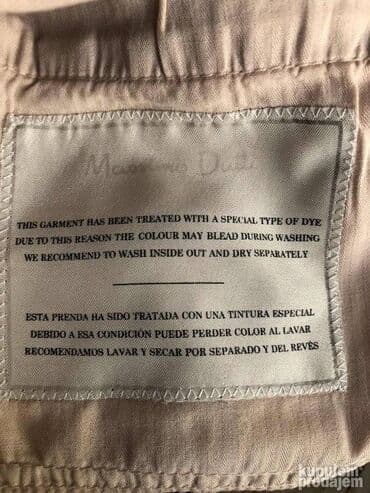 Massimo Dutti
THIS GARMENT HAS BEEN TREATED WITH A SPECIAL TYPE OF DYE
DUE TO THIS REASON THE COLOUR MAY BLEAD DURING WASHING
WE RECOMMEND TO WASH INSIDE OUT AND DRY SEPARATELY
ESTA PRENDA HA SIDO TRATADA CON UNA TINTURA ESPECIAL
DEBIDO A ESA CONDICIÓN PUEDE PERDER COLOR AL LAVAR
RECOMENDAMOS LAVAR Y SECAR POR SEPARADO Y DEL REVÉS
kupujem
prodajem